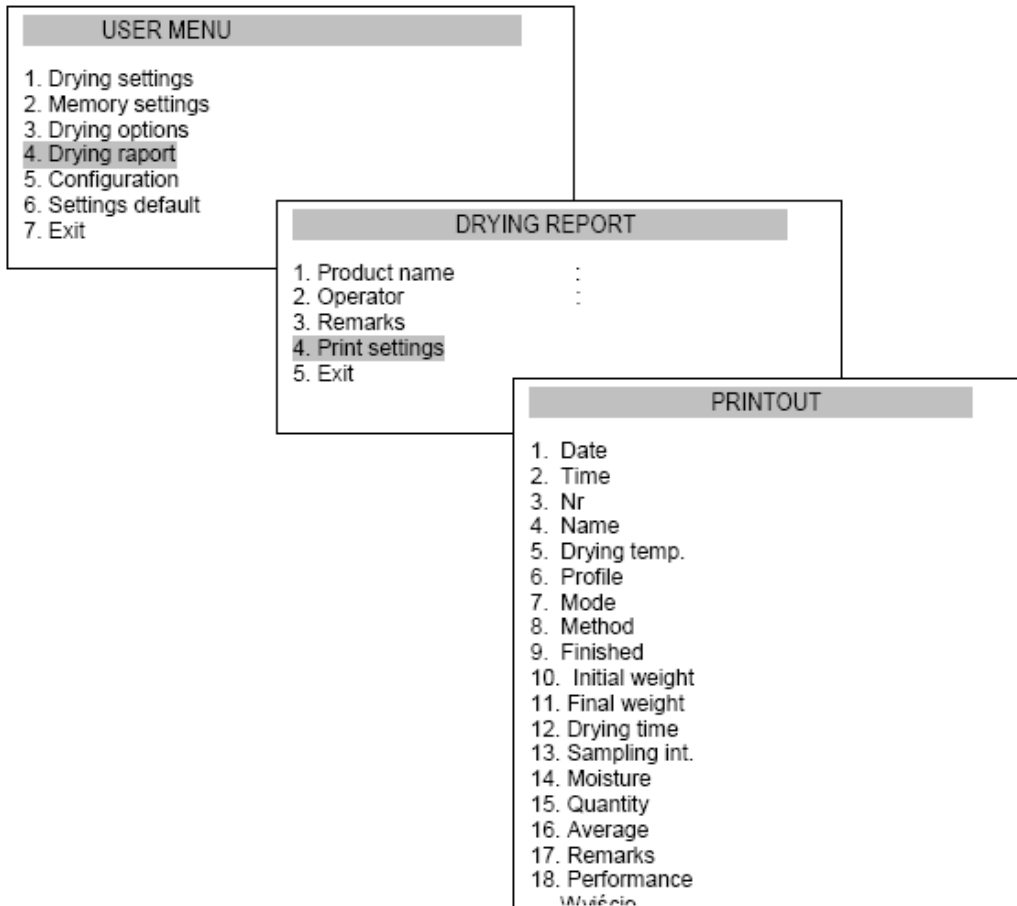 USER MENU
1. Drying settings
2. Memory settings
3. Drying options
4. Drying raport
5. Configuration
6. Settings default
7. Exit
DRYING REPORT
1. Product name :
2. Operator :
3. Remarks
4. Print settings
5. Exit
PRINTOUT
1. Date
2. Time
3. Nr
4. Name
5. Drying temp.
6. Profile
7. Mode
8. Method
9. Finished
10. Initial weight
11. Final weight
12. Drying time
13. Sampling int.
14. Moisture
15. Quantity
16. Average
17. Remarks
18. Performance
Wyjście